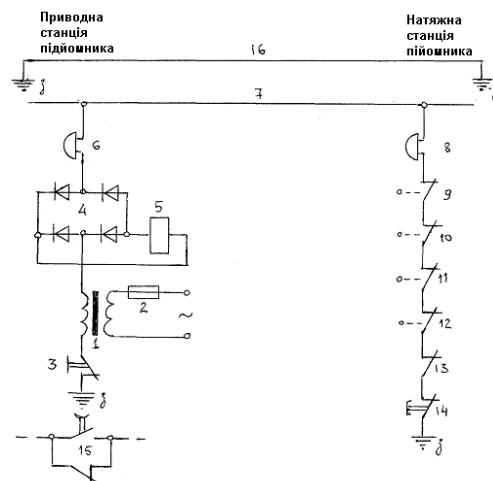 Приводна
станція
підйомника
Натяжна
станція
пійомника
16
з
7
6
8
4
5
9
10
11
2
~
1
12
3
13
14
з
з
15